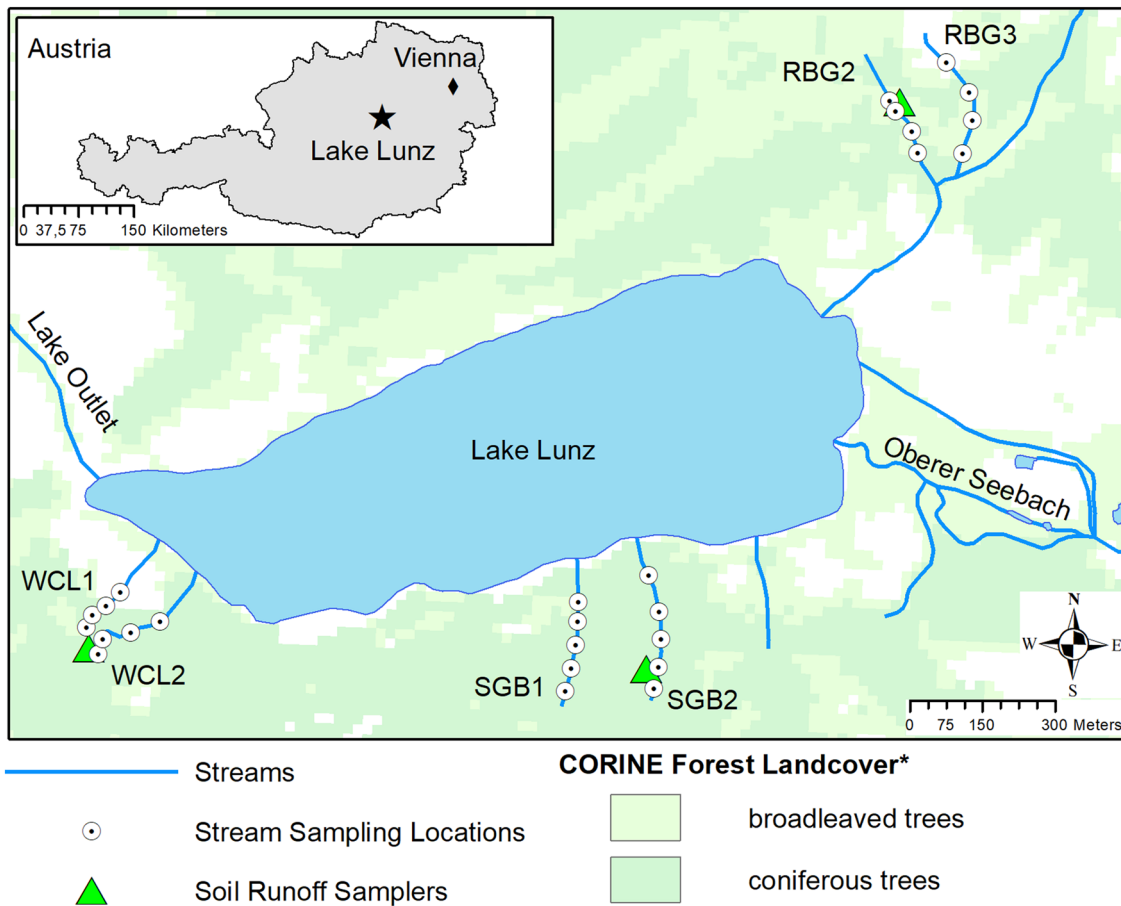 Austria
Vienna
Lake Lunz
0 37,5 75 150 Kilometers
RBG3
RBG2
Lake Outlet
Lake Lunz
Oberer Seebach
WCL1
WCL2
SGB1
SGB2
N
W E
S
0 75 150 300 Meters
Streams
Stream Sampling Locations
Soil Runoff Samplers
CORINE Forest Landcover*
broadleaved trees
coniferous trees